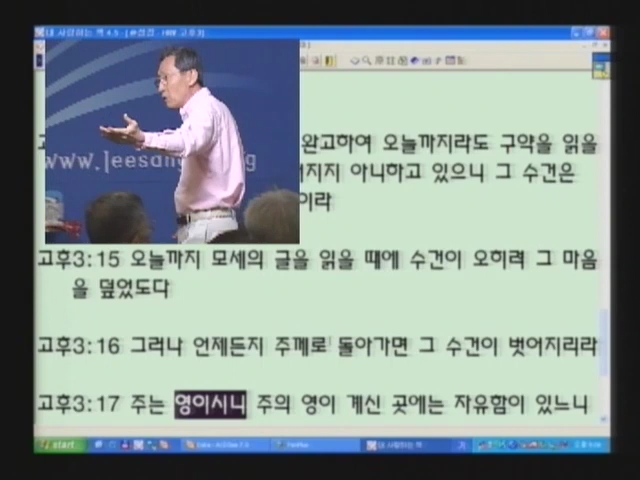 www.leesan
g
완고하여 오늘까지라도 구약을 읽을
지지 아니하고 있으니 그 수건은
이라
고후3:15 오늘까지 모세의 글을 읽을 때에 수건이 오히려 그 마음
을 덮었도다
고후3:16 그러나 언제든지 주께로 돌아가면 그 수건이 벗어지리라
고후3:17 주는 영이시니 주의 영이 계신 곳에는 자유함이 있느니
start